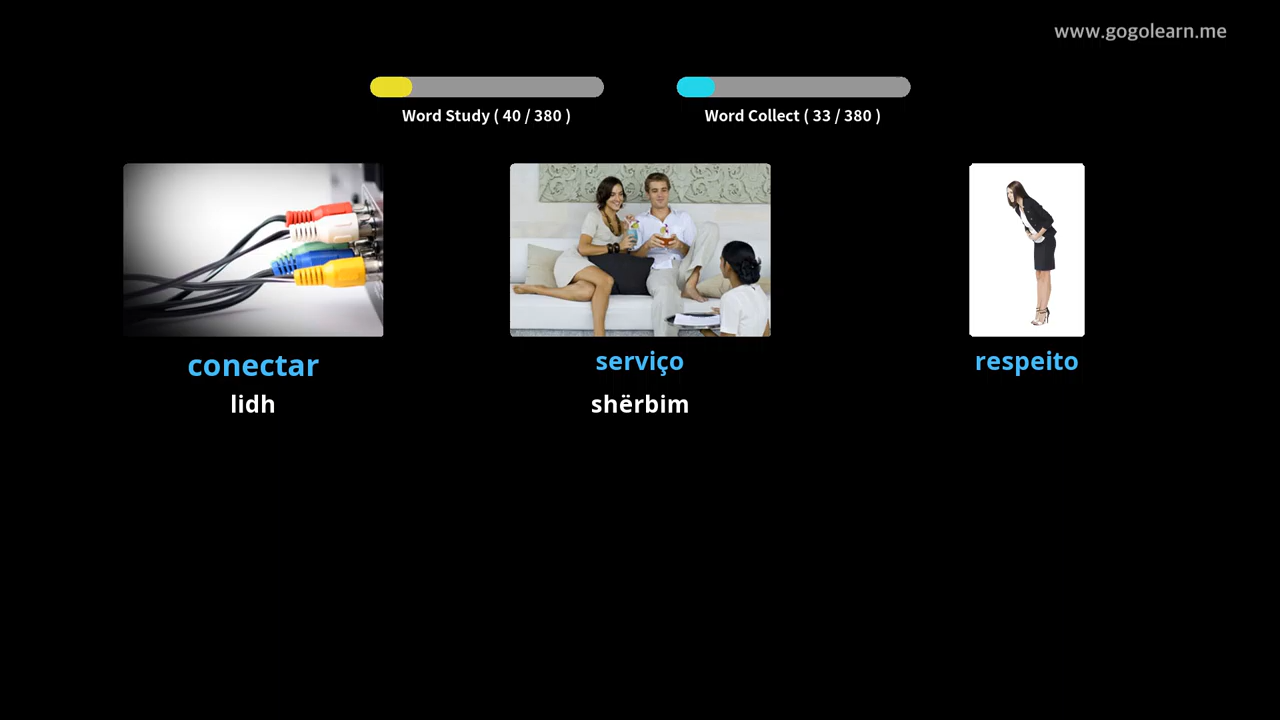 www.gogolearn.me
Word Study ( 40 / 380 )
Word Collect ( 33 / 380 )
conectar
lidh
serviço
shërbim
respeito